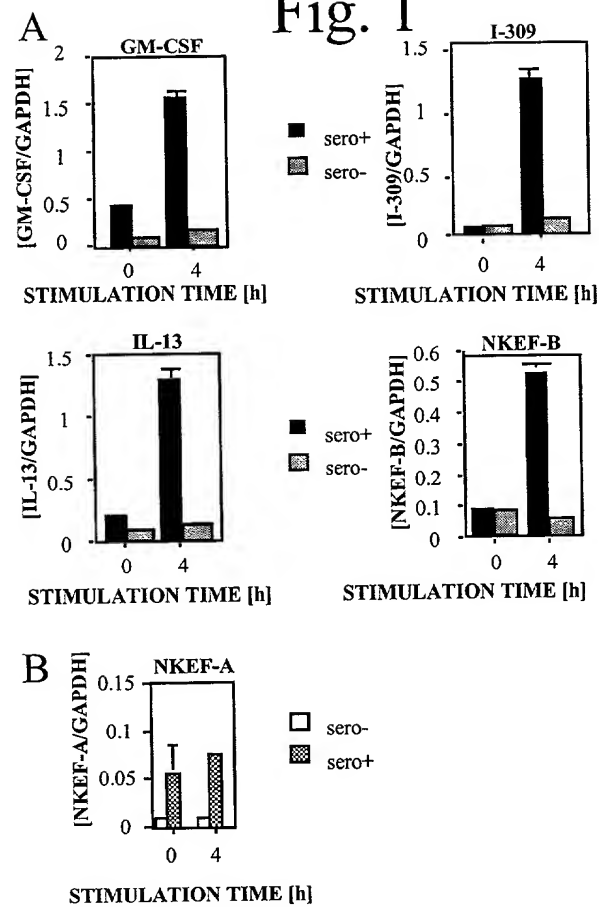 Fig. 1
A
GM-CSF
[GM-CSF/GAPDH]
2
1.5
1
0.5
0
0 4
STIMULATION TIME [h]
sero+
sero-
I-309
[I-309/GAPDH]
1.5
1
0.5
0
0 4
STIMULATION TIME [h]
IL-13
[IL-13/GAPDH]
1.5
1
0.5
0
0 4
STIMULATION TIME [h]
sero+
sero-
NKEF-B
[NKEF-B/GAPDH]
0.6
0.5
0.4
0.3
0.2
0.1
0
0 4
STIMULATION TIME [h]
B
NKEF-A
[NKEF-A/GAPDH]
0.15
0.1
0.05
0
0 4
STIMULATION TIME [h]
sero-
sero+